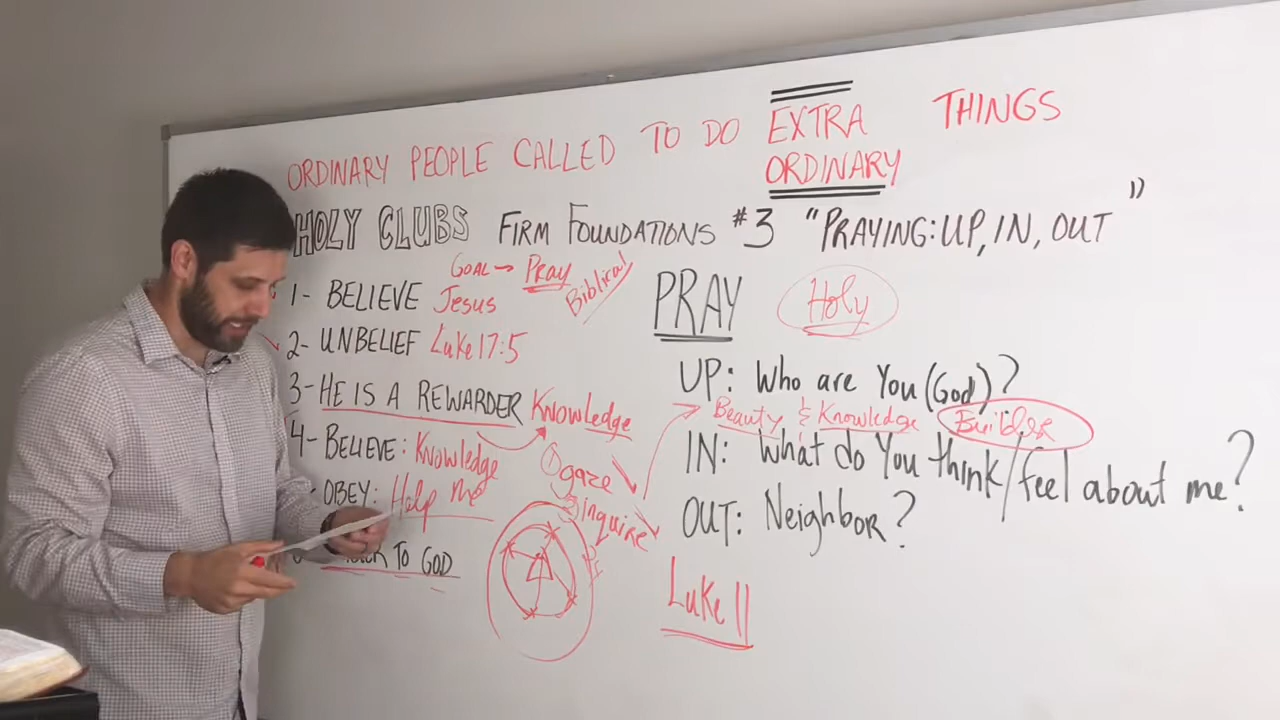 ORDINARY PEOPLE CALLED TO DO EXTRA ORDINARY THINGS
HOLY CLUBS FIRM FOUNDATIONS #3 "PRAYING: UP, IN, OUT"
GOAL → Pray
Biblical
1- BELIEVE Jesus
2- UNBELIEF Luke 17:5
3- HE IS A REWARDER Knowledge
4- BELIEVE: Knowledge
OBEY: Help me
TO GOD
① gaze
② inquire
PRAY Holy
UP: Who are You (God)?
Beauty & Knowledge Builder
IN: What do You think/feel about me?
OUT: Neighbor?
Luke 11